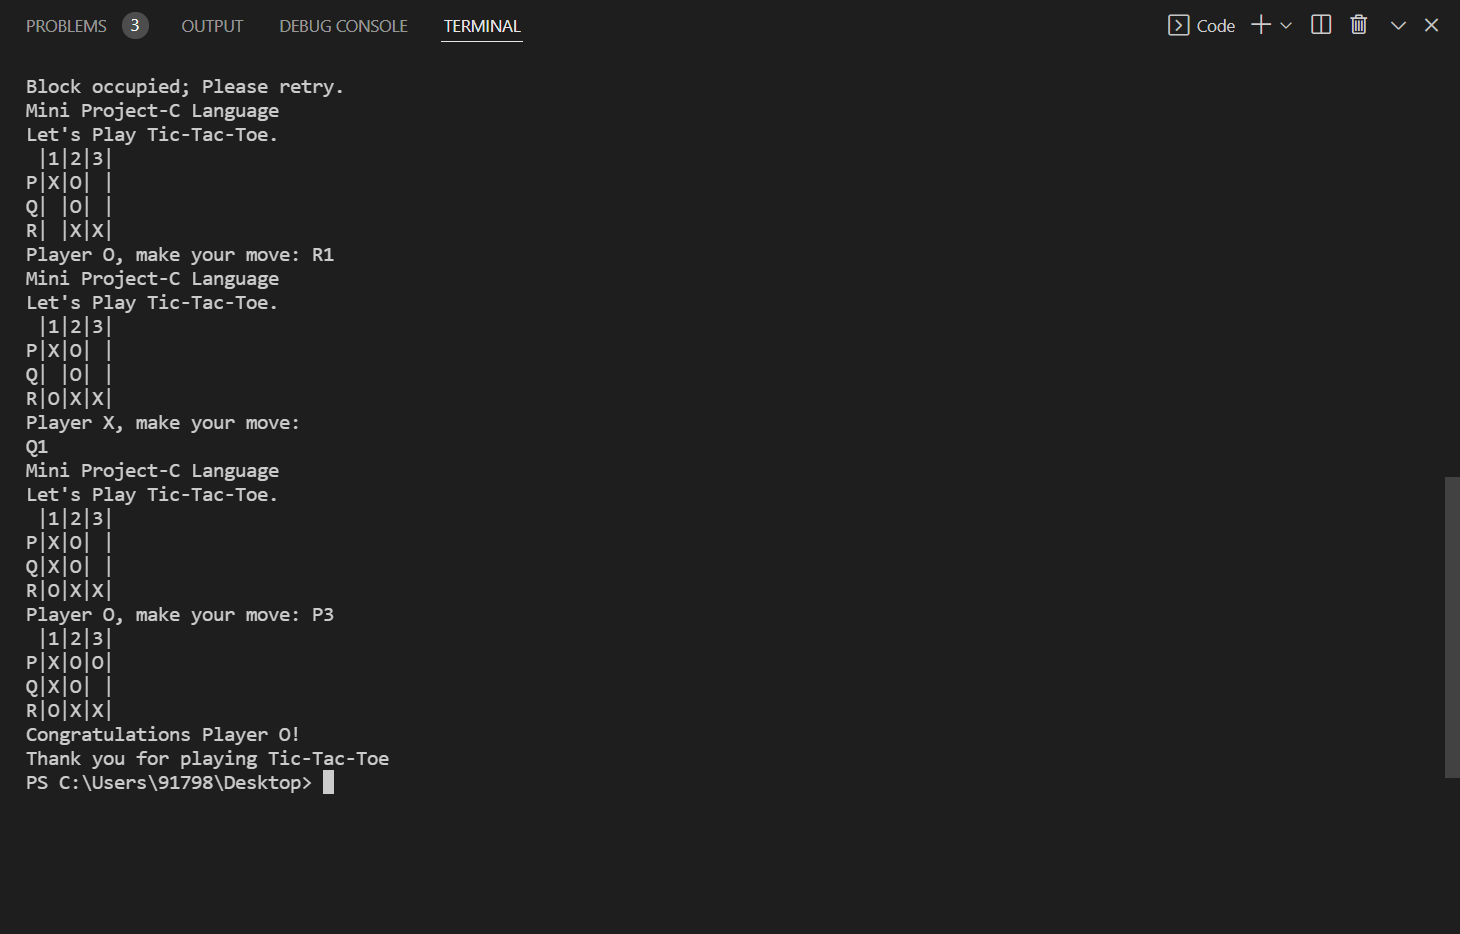 PROBLEMS 3 OUTPUT DEBUG CONSOLE TERMINAL Code
Block occupied; Please retry.
Mini Project-C Language
Let's Play Tic-Tac-Toe.
 |1|2|3|
P|X|O| |
Q| |O| |
R| |X|X|
Player O, make your move: R1
Mini Project-C Language
Let's Play Tic-Tac-Toe.
 |1|2|3|
P|X|O| |
Q| |O| |
R|O|X|X|
Player X, make your move:
Q1
Mini Project-C Language
Let's Play Tic-Tac-Toe.
 |1|2|3|
P|X|O| |
Q|X|O| |
R|O|X|X|
Player O, make your move: P3
 |1|2|3|
P|X|O|O|
Q|X|O| |
R|O|X|X|
Congratulations Player O!
Thank you for playing Tic-Tac-Toe
PS C:\Users\91798\Desktop>